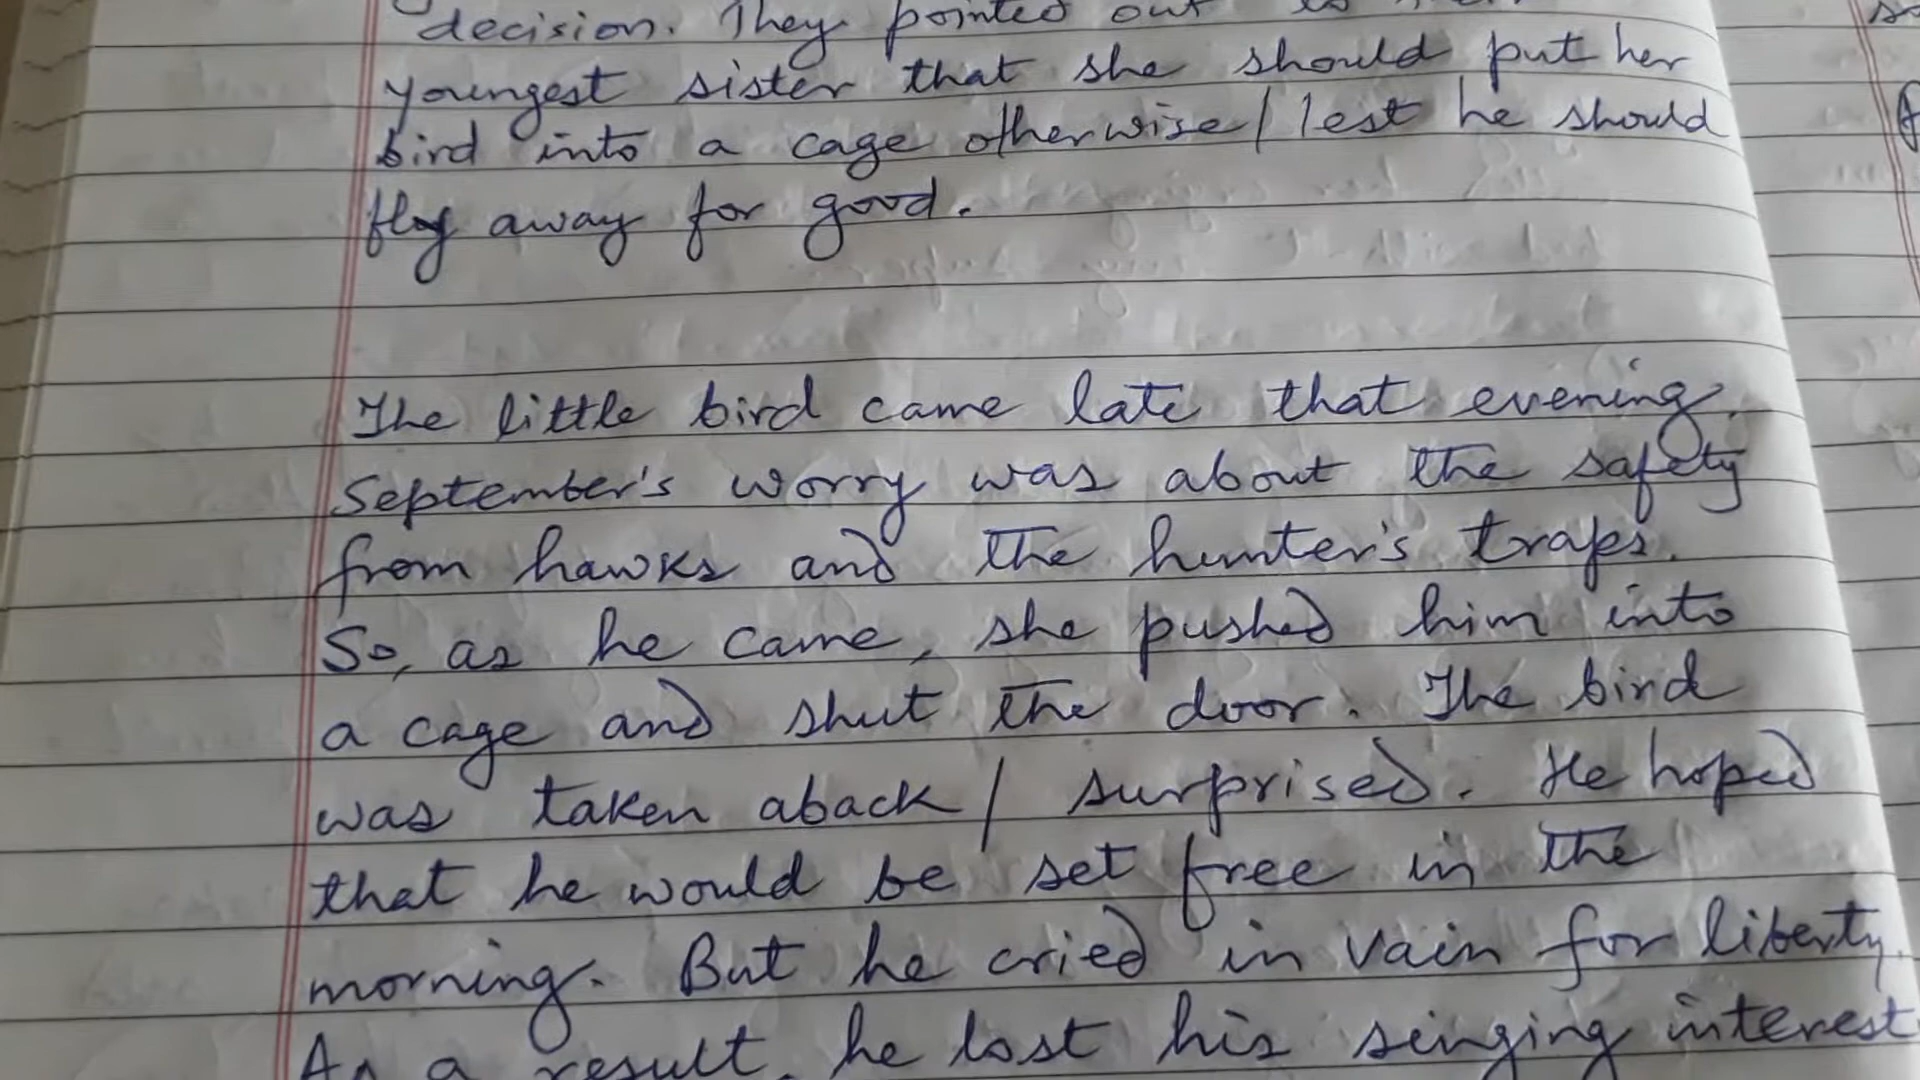 decision. They pointed out to their
youngest sister that she should put her
bird into a cage otherwise/lest he should
fly away for good.
The little bird came late that evening.
September's worry was about the safety
from hawks and the hunter's traps.
So, as he came, she pushed him into
a cage and shut the door. The bird
was taken aback/surprised. He hoped
that he would be set free in the
morning. But he cried in vain for liberty.
As a result, he lost his singing interest